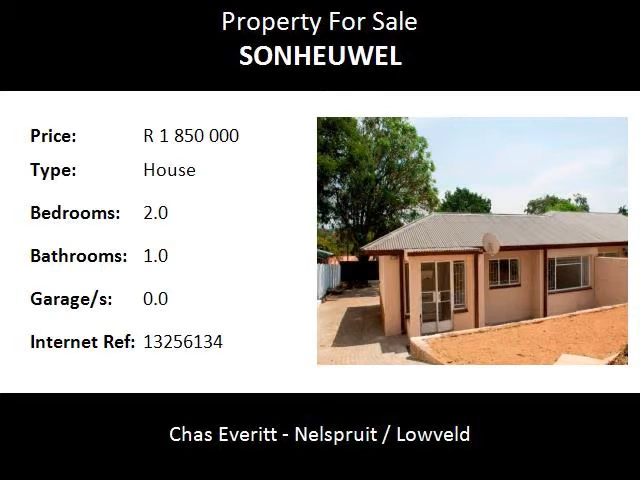 Property For Sale
SONHEUWEL
Price: R 1 850 000
Type: House
Bedrooms: 2.0
Bathrooms: 1.0
Garage/s: 0.0
Internet Ref: 13256134
Chas Everitt - Nelspruit / Lowveld